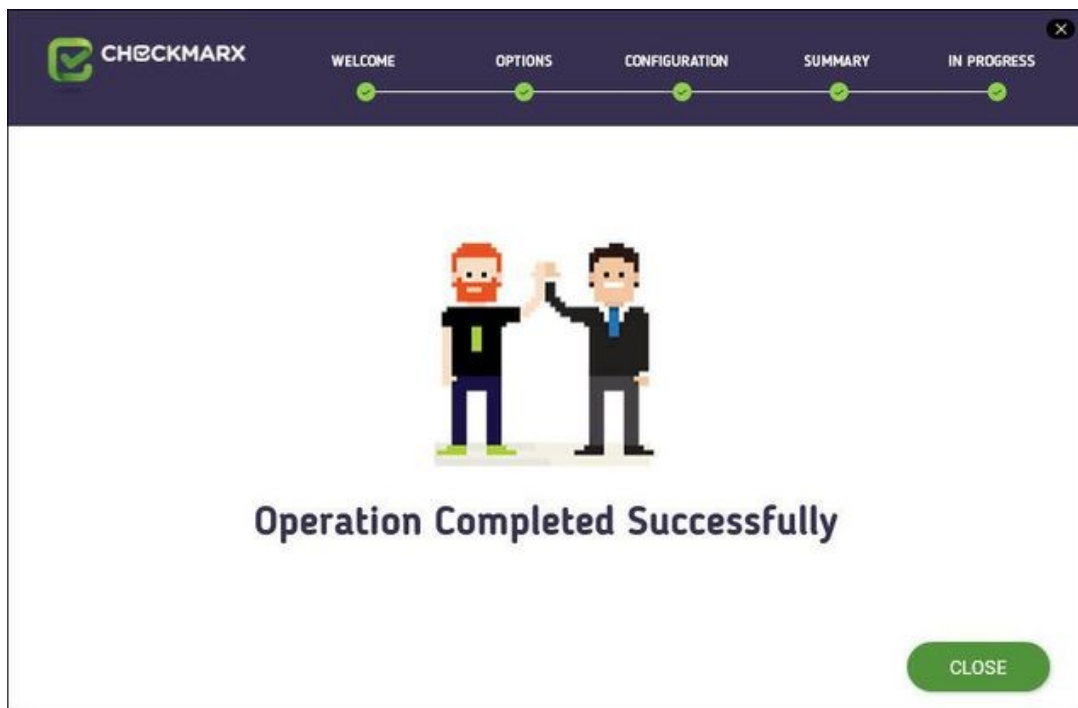 CHECKMARX
WELCOME
OPTIONS
CONFIGURATION
SUMMARY
IN PROGRESS
Operation Completed Successfully
CLOSE